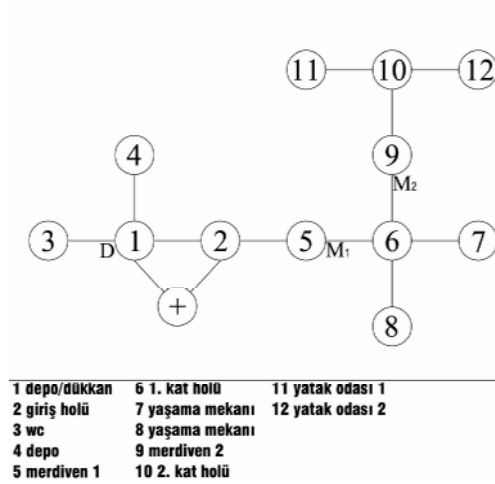 11 10 12
4 9
M2
3 D 1 2 5 M1 6 7
+
8
1 depo/dükkan 6 1. kat holü 11 yatak odası 1
2 giriş holü 7 yaşama mekanı 12 yatak odası 2
3 wc 8 yaşama mekanı
4 depo 9 merdiven 2
5 merdiven 1 10 2. kat holü